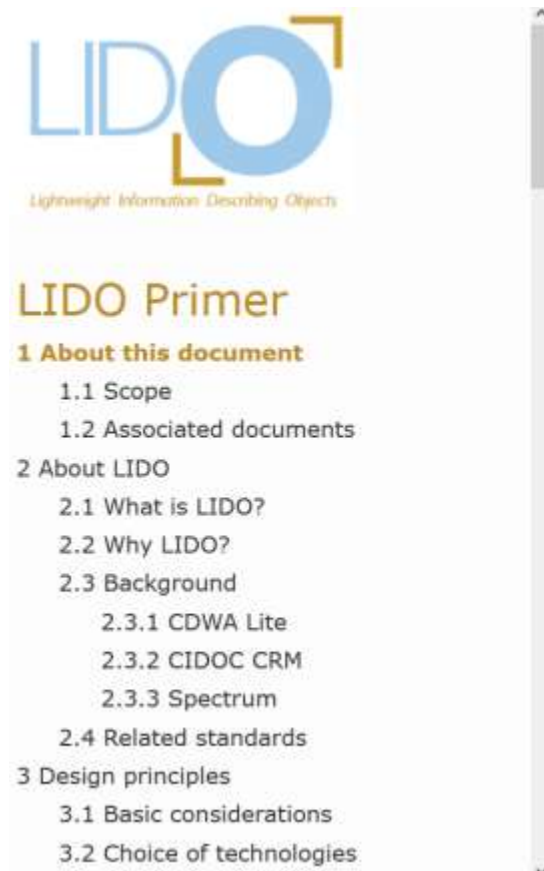 LIDO
Lightweight Information Describing Objects
LIDO Primer
1 About this document
1.1 Scope
1.2 Associated documents
2 About LIDO
2.1 What is LIDO?
2.2 Why LIDO?
2.3 Background
2.3.1 CDWA Lite
2.3.2 CIDOC CRM
2.3.3 Spectrum
2.4 Related standards
3 Design principles
3.1 Basic considerations
3.2 Choice of technologies